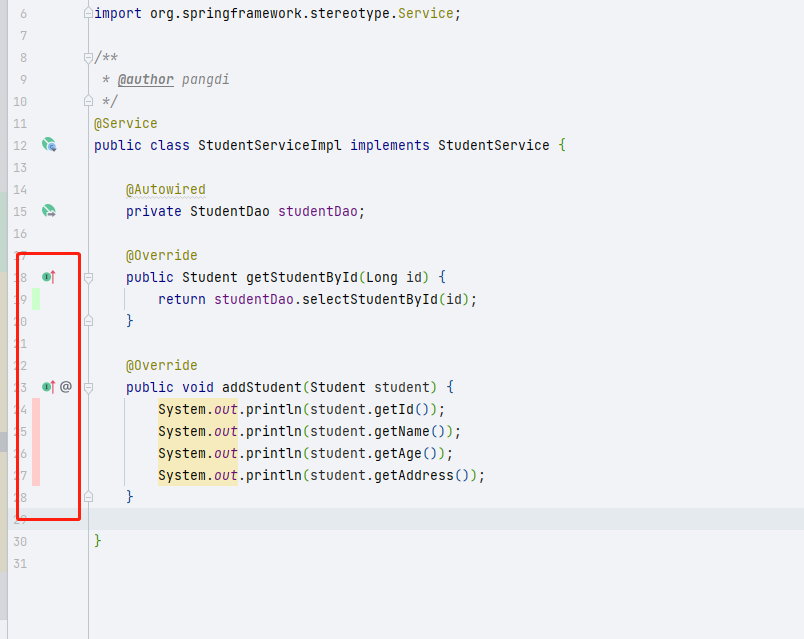 6 import org.springframework.stereotype.Service;
7
8 /**
9 * @author pangdi
10 */
11 @Service
12 public class StudentServiceImpl implements StudentService {
13
14 @Autowired
15 private StudentDao studentDao;
16
17 @Override
18 public Student getStudentById(Long id) {
19 return studentDao.selectStudentById(id);
20 }
21
22 @Override
23 @ public void addStudent(Student student) {
24 System.out.println(student.getId());
25 System.out.println(student.getName());
26 System.out.println(student.getAge());
27 System.out.println(student.getAddress());
28 }
29
30 }
31